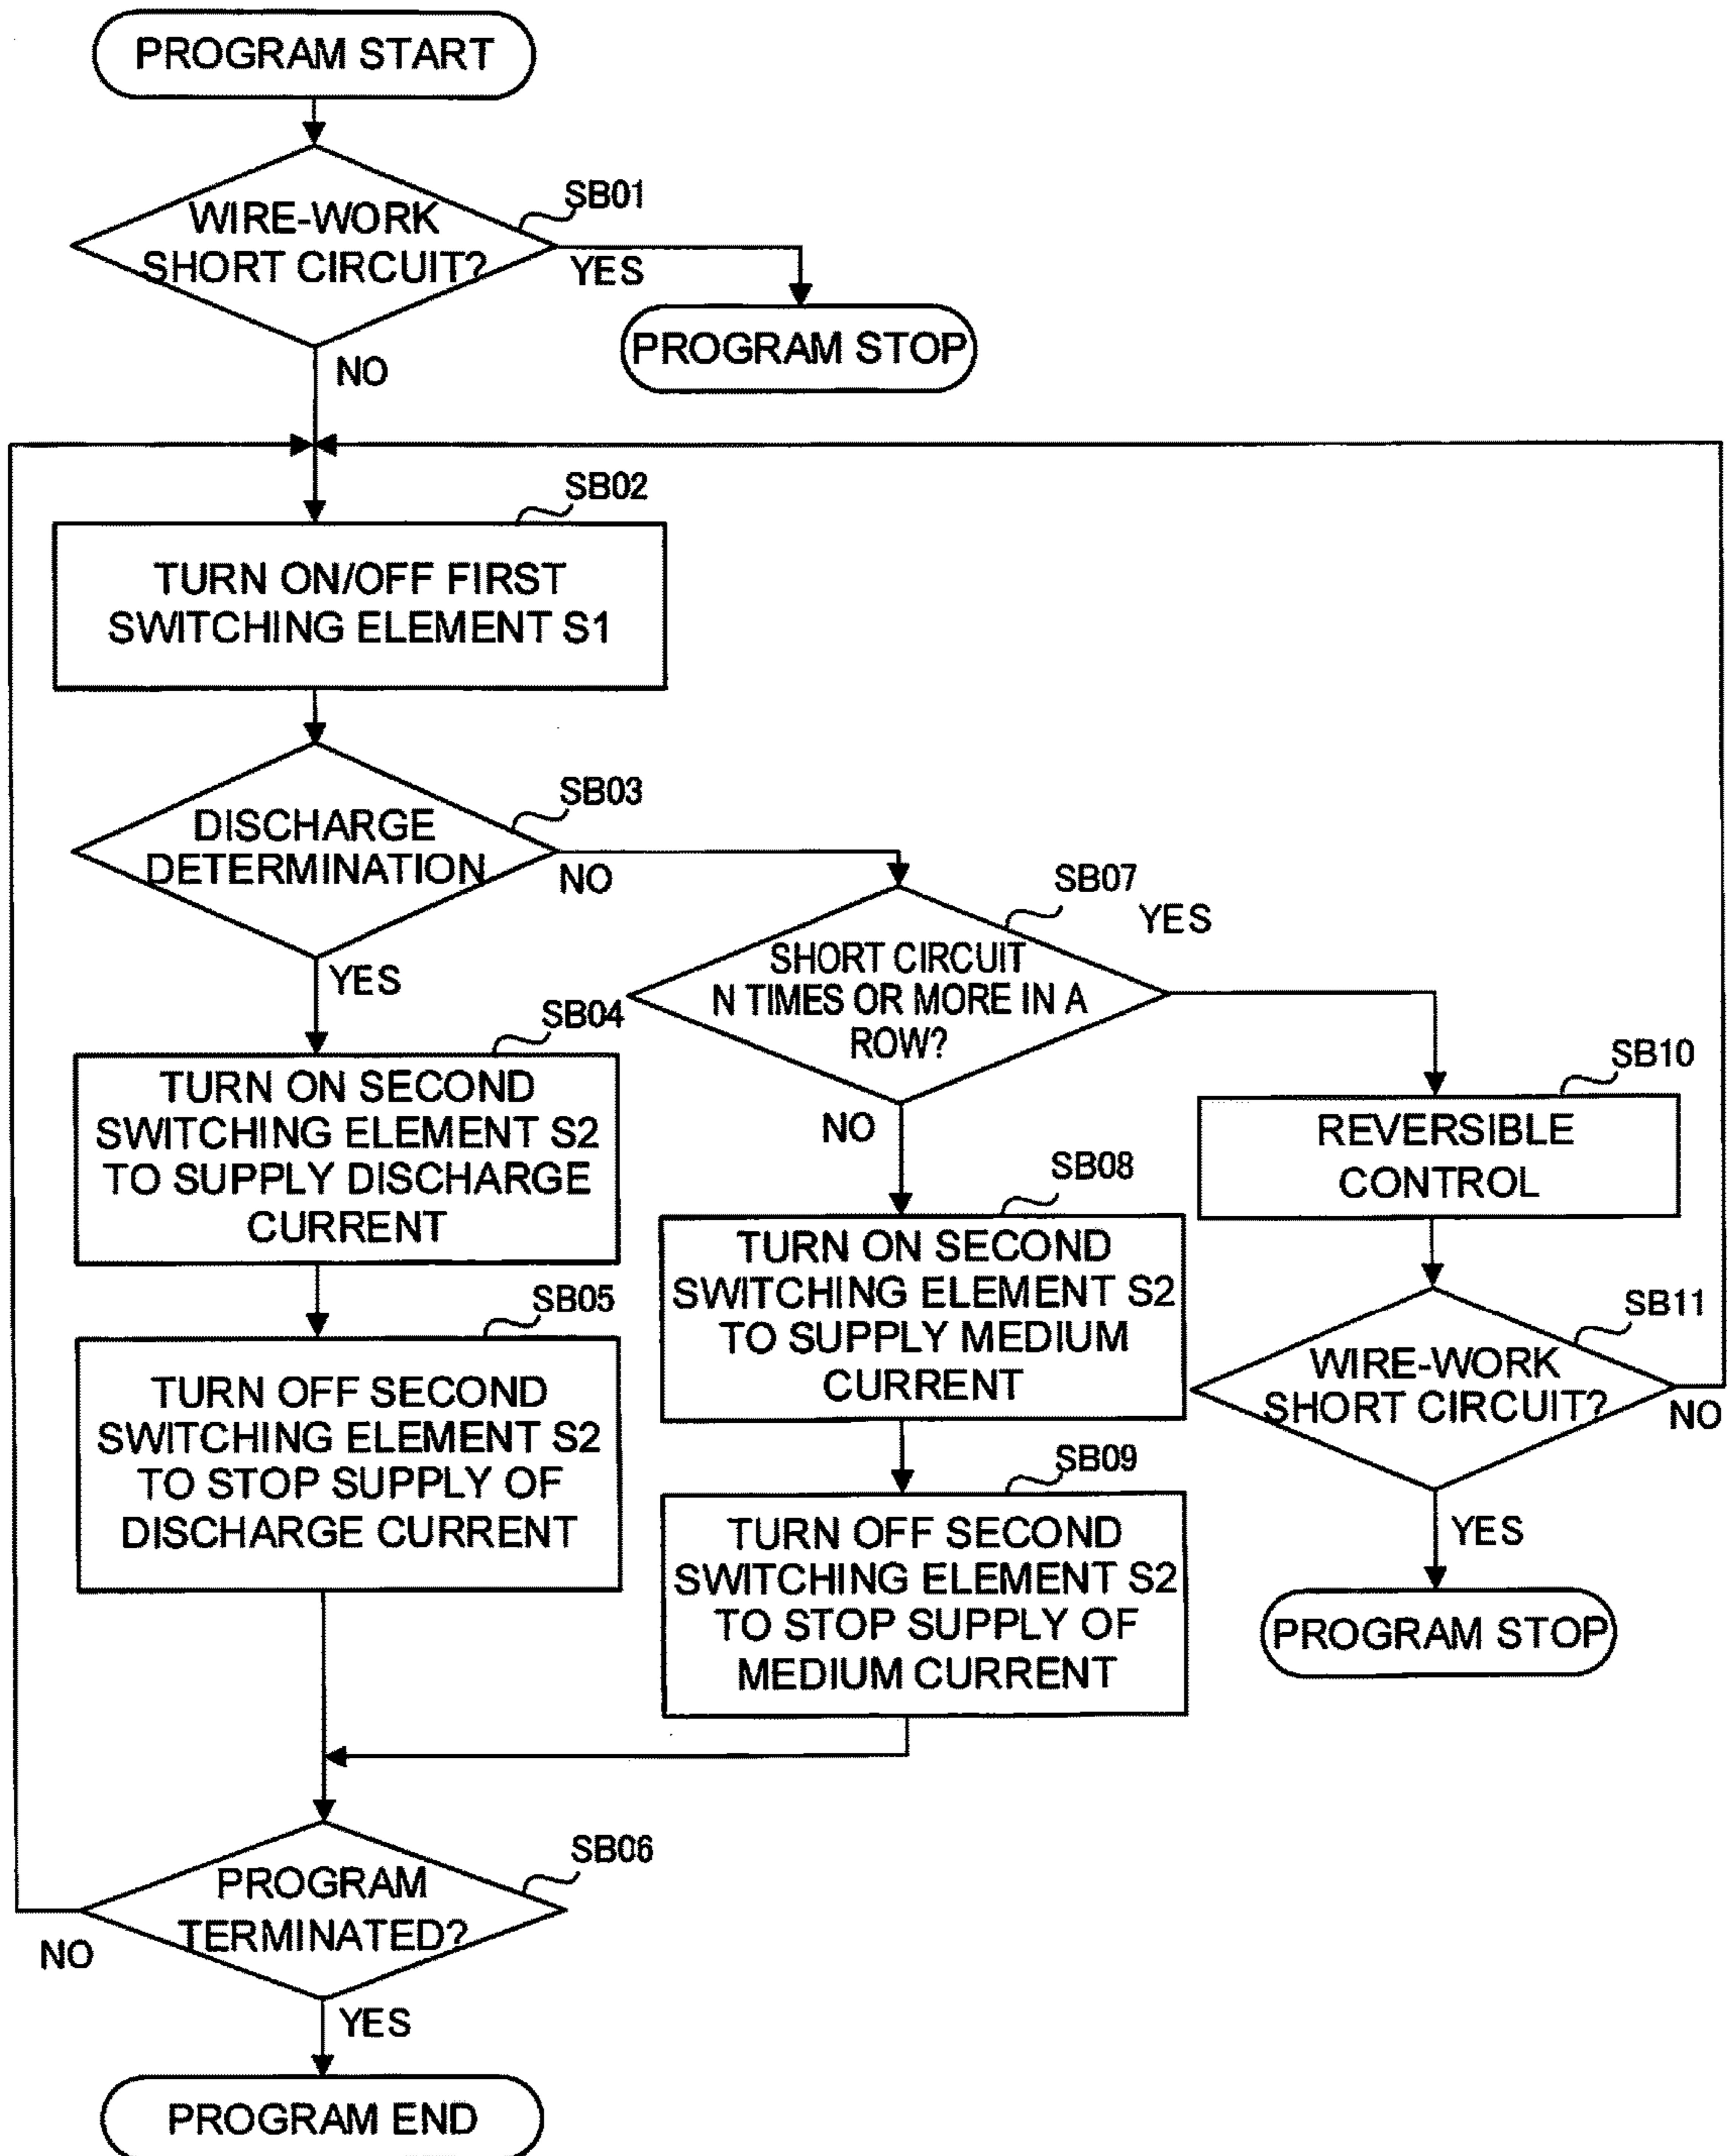 PROGRAM START
SB01
WIRE-WORK
SHORT CIRCUIT?
YES
PROGRAM STOP
NO
SB02
TURN ON/OFF FIRST
SWITCHING ELEMENT S1
SB03
DISCHARGE
DETERMINATION
NO
YES
SB07
YES
SHORT CIRCUIT
N TIMES OR MORE IN A
ROW?
NO
SB04
TURN ON SECOND
SWITCHING ELEMENT S2
TO SUPPLY DISCHARGE
CURRENT
SB05
TURN OFF SECOND
SWITCHING ELEMENT S2
TO STOP SUPPLY OF
DISCHARGE CURRENT
SB08
TURN ON SECOND
SWITCHING ELEMENT S2
TO SUPPLY MEDIUM
CURRENT
SB09
TURN OFF SECOND
SWITCHING ELEMENT S2
TO STOP SUPPLY OF
MEDIUM CURRENT
SB10
REVERSIBLE
CONTROL
SB11
WIRE-WORK
SHORT CIRCUIT?
NO
YES
PROGRAM STOP
SB06
PROGRAM
TERMINATED?
NO
YES
PROGRAM END